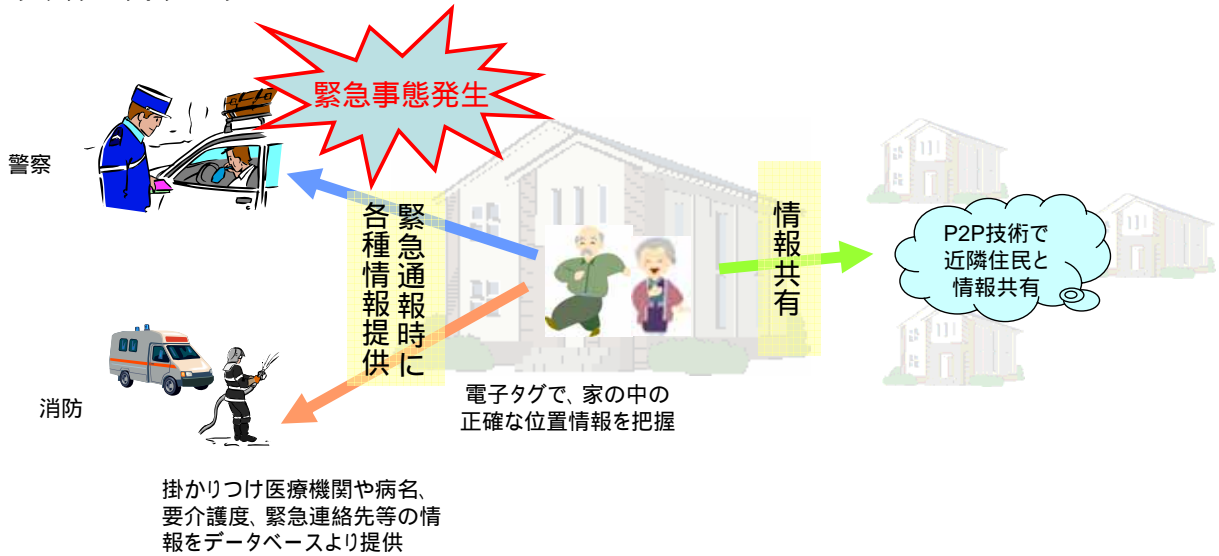 緊急事態発生
警察
緊急通報時に
各種情報提供
情報共有
P2P技術で
近隣住民と
情報共有
消防
電子タグで、家の中の
正確な位置情報を把握
掛かりつけ医療機関や病名、
要介護度、緊急連絡先等の情
報をデータベースより提供